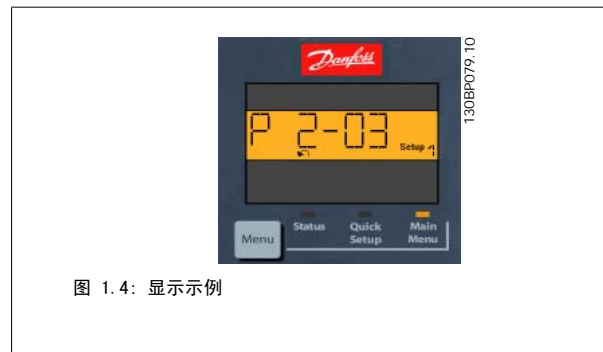 Danfoss
130BP079.10
P 2-03 Setup 1
Menu
Status
Quick Setup
Main Menu
图 1.4: 显示示例